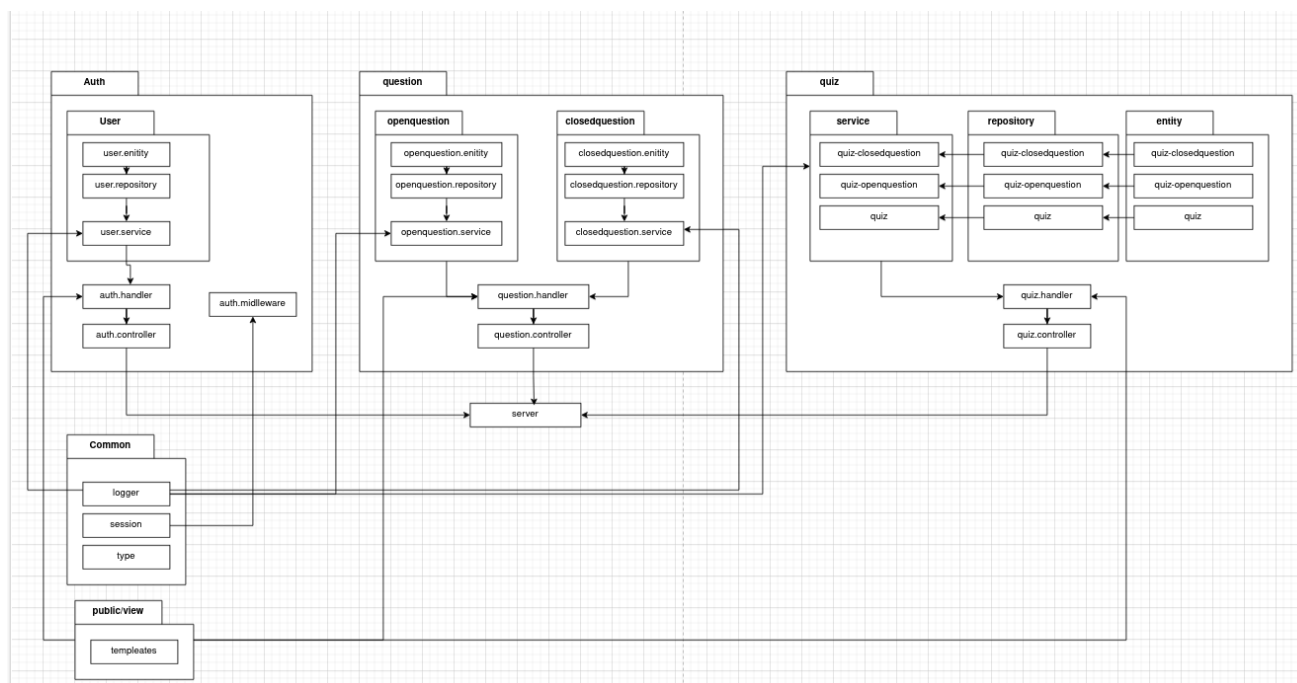 Auth
question
quiz
User
openquestion
closedquestion
service
repository
entity
user.enitity
openquestion.enitity
closedquestion.enitity
quiz-closedquestion
quiz-closedquestion
quiz-closedquestion
user.repository
openquestion.repository
closedquestion.repository
quiz-openquestion
quiz-openquestion
quiz-openquestion
user.service
openquestion.service
closedquestion.service
quiz
quiz
quiz
auth.handler
auth.midlleware
question.handler
quiz.handler
auth.controller
question.controller
quiz.controller
server
Common
logger
session
type
public/view
templeates